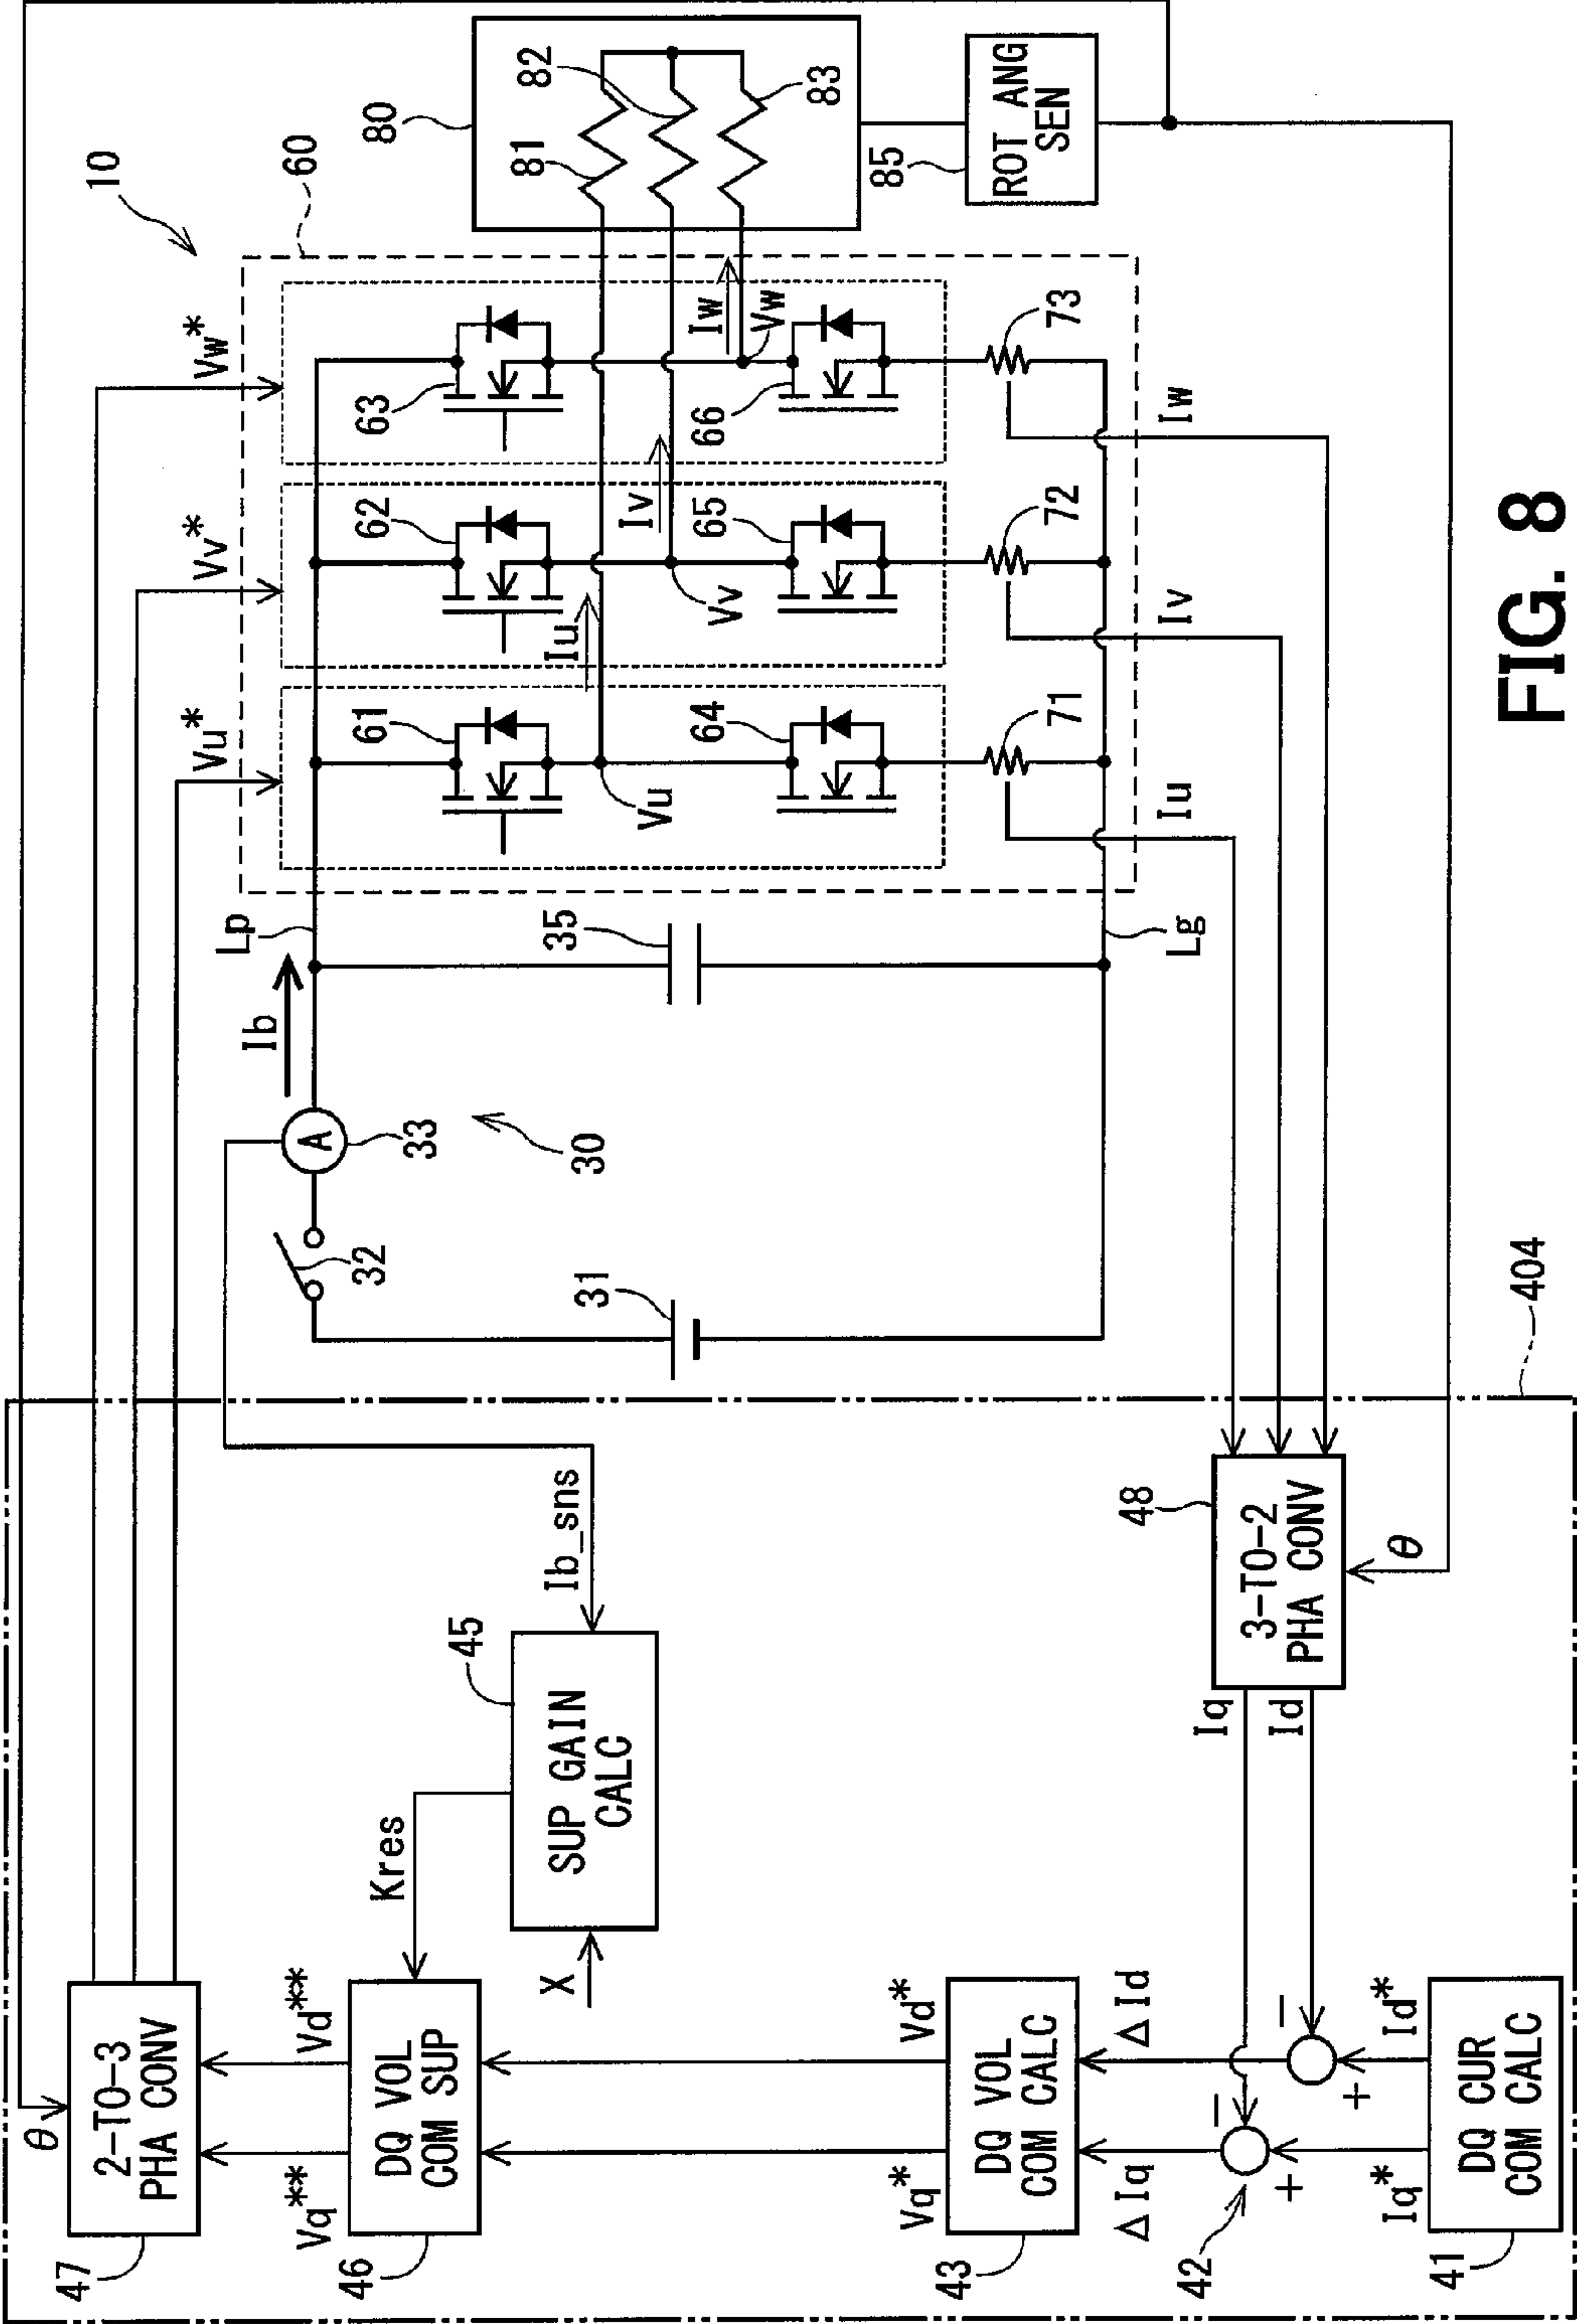 404
47
θ
2-TO-3
PHA CONV
Vq**
Vd**
46
DQ VOL
COM SUP
Kres
45
SUP GAIN
CALC
X
Ib_sns
Vq*
Vd*
43
DQ VOL
COM CALC
ΔIq
ΔId
42
−
−
+
+
Iq*
Id*
41
DQ CUR
COM CALC
Iq
Id
48
3-TO-2
PHA CONV
θ
10
30
31
32
33
A
Ib
Lp
35
Lg
Vu*
Vv*
Vw*
60
61
62
63
Iu
Iv
Iw
Vu
Vv
Vw
64
65
66
71
72
73
Iu
Iv
Iw
80
81
82
83
85
ROT ANG
SEN
FIG. 8